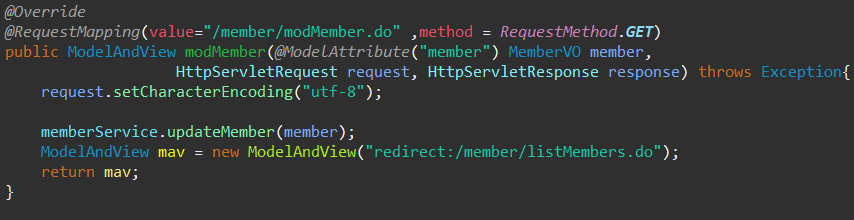 @Override
@RequestMapping(value="/member/modMember.do" ,method = RequestMethod.GET)
public ModelAndView modMember(@ModelAttribute("member") MemberVO member,
HttpServletRequest request, HttpServletResponse response) throws Exception{
request.setCharacterEncoding("utf-8");
memberService.updateMember(member);
ModelAndView mav = new ModelAndView("redirect:/member/listMembers.do");
return mav;
}